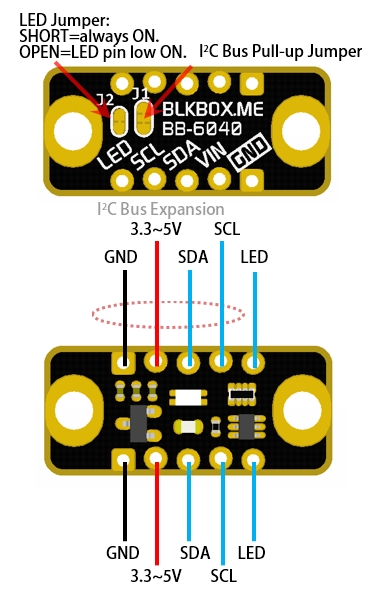 LED Jumper:
SHORT=always ON.
OPEN=LED pin low ON.
I²C Bus Pull-up Jumper
J2
J1
BLKBOX.ME
BB-6040
LED
SCL
SDA
VIN
GND
I²C Bus Expansion
3.3~5V
SCL
GND
SDA
LED
GND
SDA
LED
3.3~5V
SCL